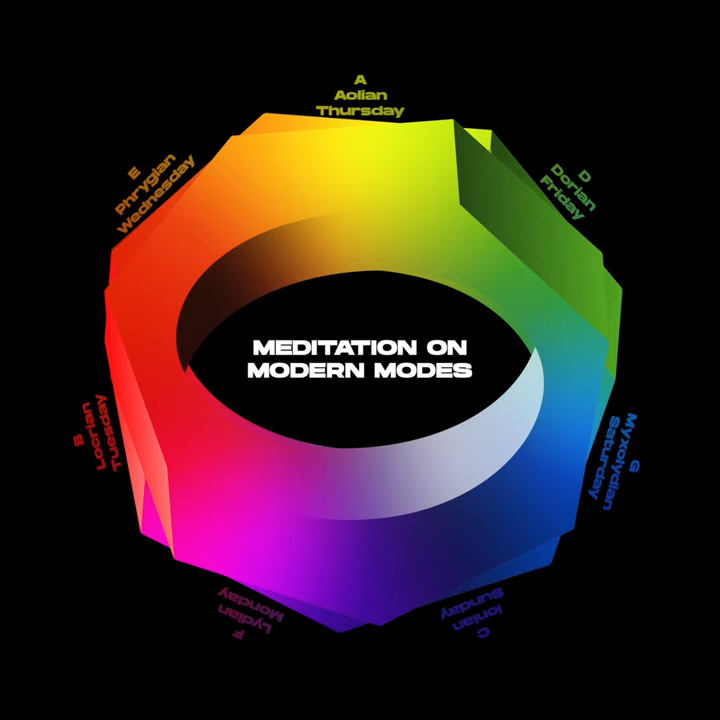 A
Aolian
Thursday
D
Dorian
Friday
G
Myxolydian
Saturday
C
Ionian
Sunday
F
Lydian
Monday
B
Locrian
Tuesday
E
Phrygian
Wednesday
MEDITATION ON
MODERN MODES